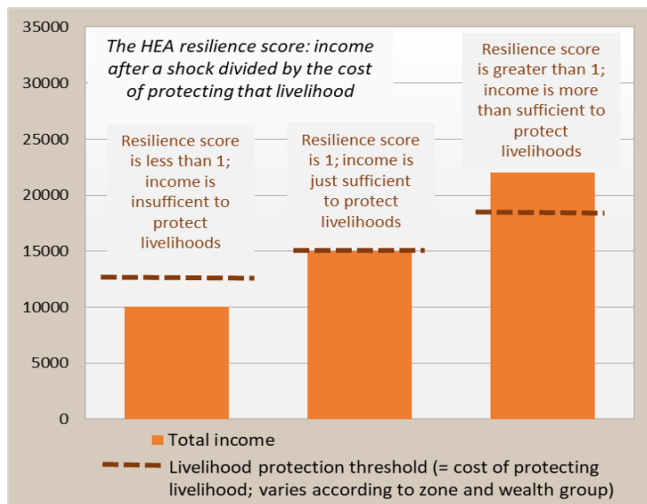 35000
30000
25000
20000
15000
10000
5000
0
The HEA resilience score: income
after a shock divided by the cost
of protecting that livelihood
Resilience score
is less than 1;
income is
insufficent to
protect
livelihoods
Resilience score
is 1; income is
just sufficient
to protect
livelihoods
Resilience score
is greater than 1;
income is more
than sufficient to
protect
livelihoods
Total income
Livelihood protection threshold (= cost of protecting
livelihood; varies according to zone and wealth group)